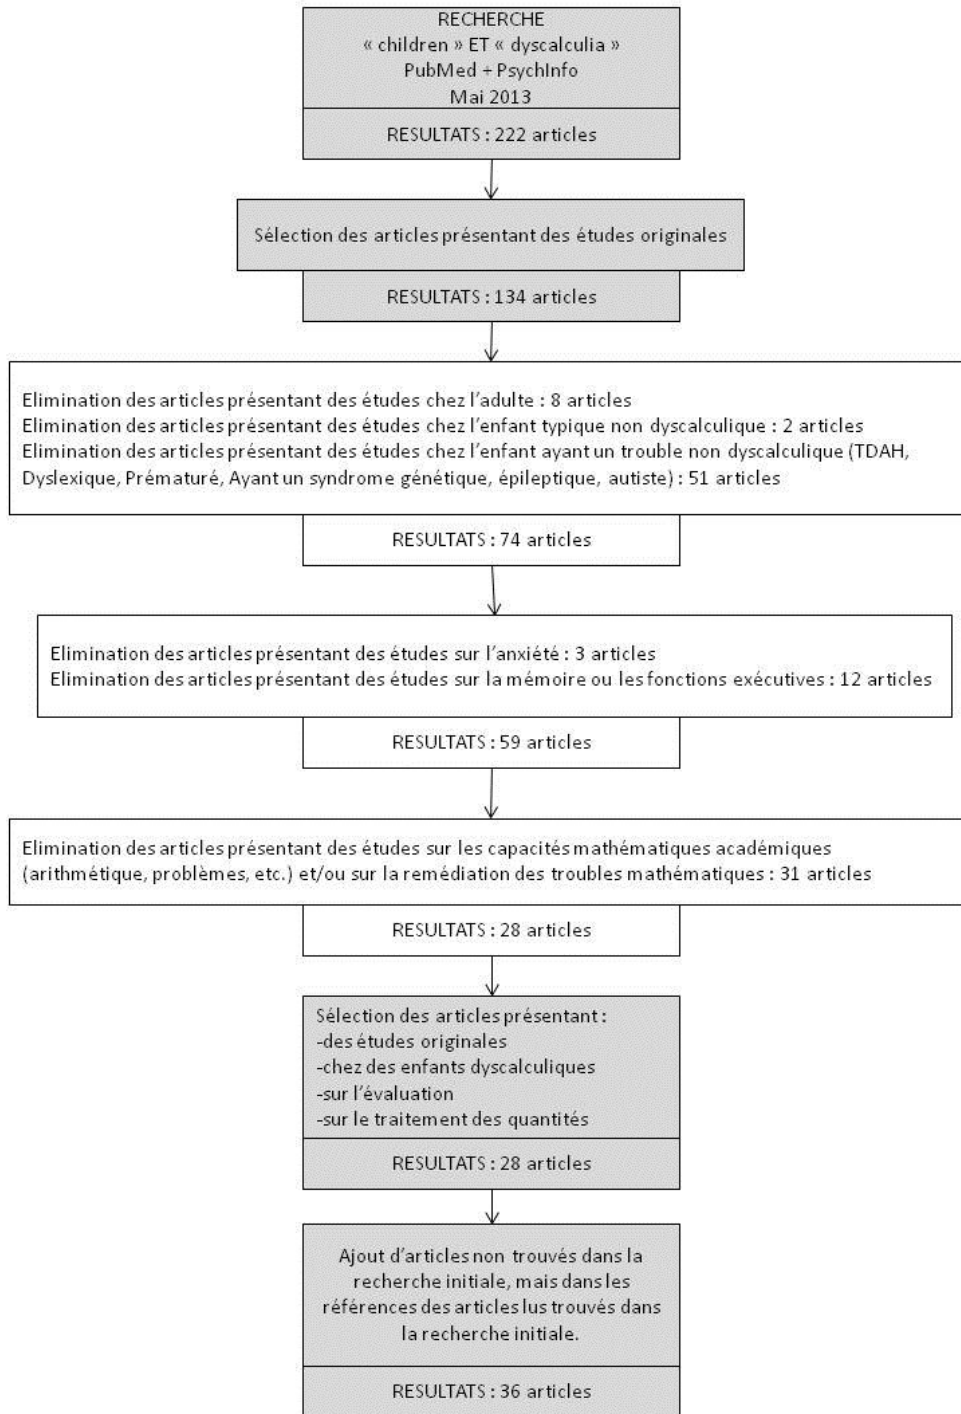 RECHERCHE
« children » ET « dyscalculia »
PubMed + PsychInfo
Mai 2013
RESULTATS : 222 articles
Sélection des articles présentant des études originales
RESULTATS : 134 articles
Elimination des articles présentant des études chez l'adulte : 8 articles
Elimination des articles présentant des études chez l'enfant typique non dyscalculique : 2 articles
Elimination des articles présentant des études chez l'enfant ayant un trouble non dyscalculique (TDAH,
Dyslexique, Prématuré, Ayant un syndrome génétique, épileptique, autiste) : 51 articles
RESULTATS : 74 articles
Elimination des articles présentant des études sur l'anxiété : 3 articles
Elimination des articles présentant des études sur la mémoire ou les fonctions exécutives : 12 articles
RESULTATS : 59 articles
Elimination des articles présentant des études sur les capacités mathématiques académiques
(arithmétique, problèmes, etc.) et/ou sur la remédiation des troubles mathématiques : 31 articles
RESULTATS : 28 articles
Sélection des articles présentant :
-des études originales
-chez des enfants dyscalculiques
-sur l'évaluation
-sur le traitement des quantités
RESULTATS : 28 articles
Ajout d'articles non trouvés dans la
recherche initiale, mais dans les
références des articles lus trouvés dans
la recherche initiale.
RESULTATS : 36 articles